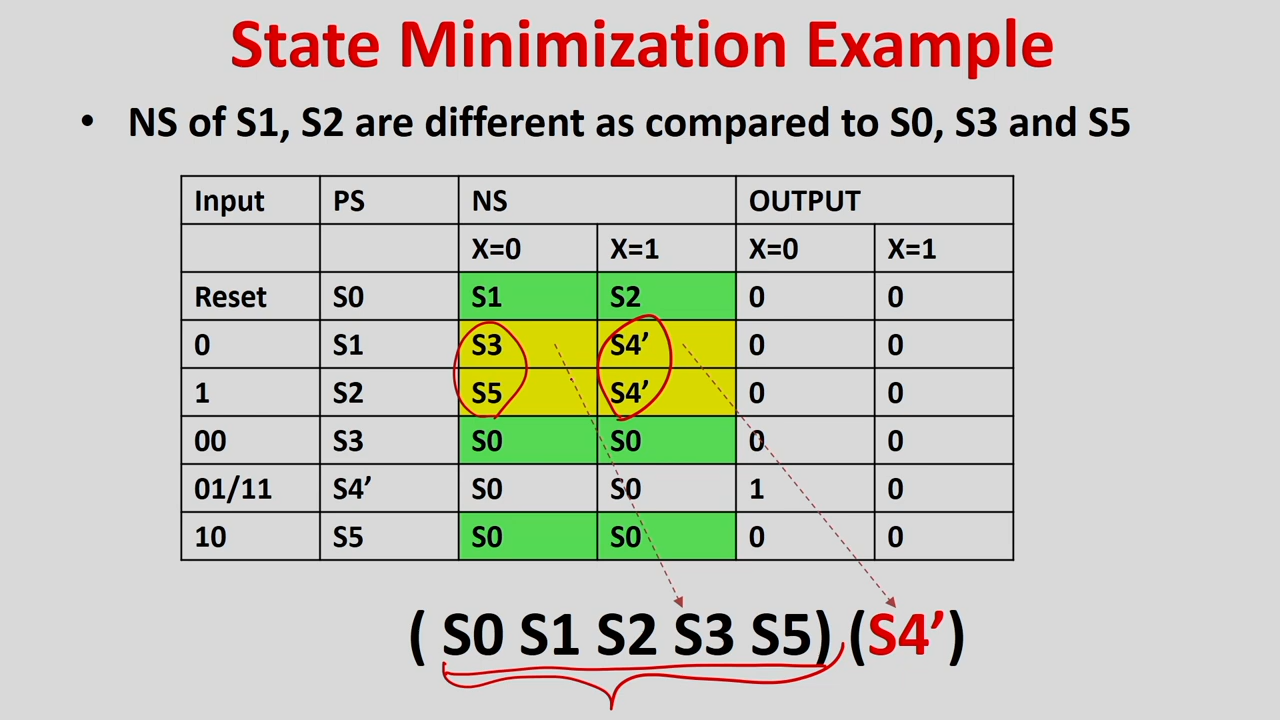 State Minimization Example
• NS of S1, S2 are different as compared to S0, S3 and S5
Input PS NS OUTPUT
X=0 X=1 X=0 X=1
Reset S0 S1 S2 0 0
0 S1 S3 S4’ 0 0
1 S2 S5 S4’ 0 0
00 S3 S0 S0 0 0
01/11 S4’ S0 S0 1 0
10 S5 S0 S0 0 0
( S0 S1 S2 S3 S5) (S4’)